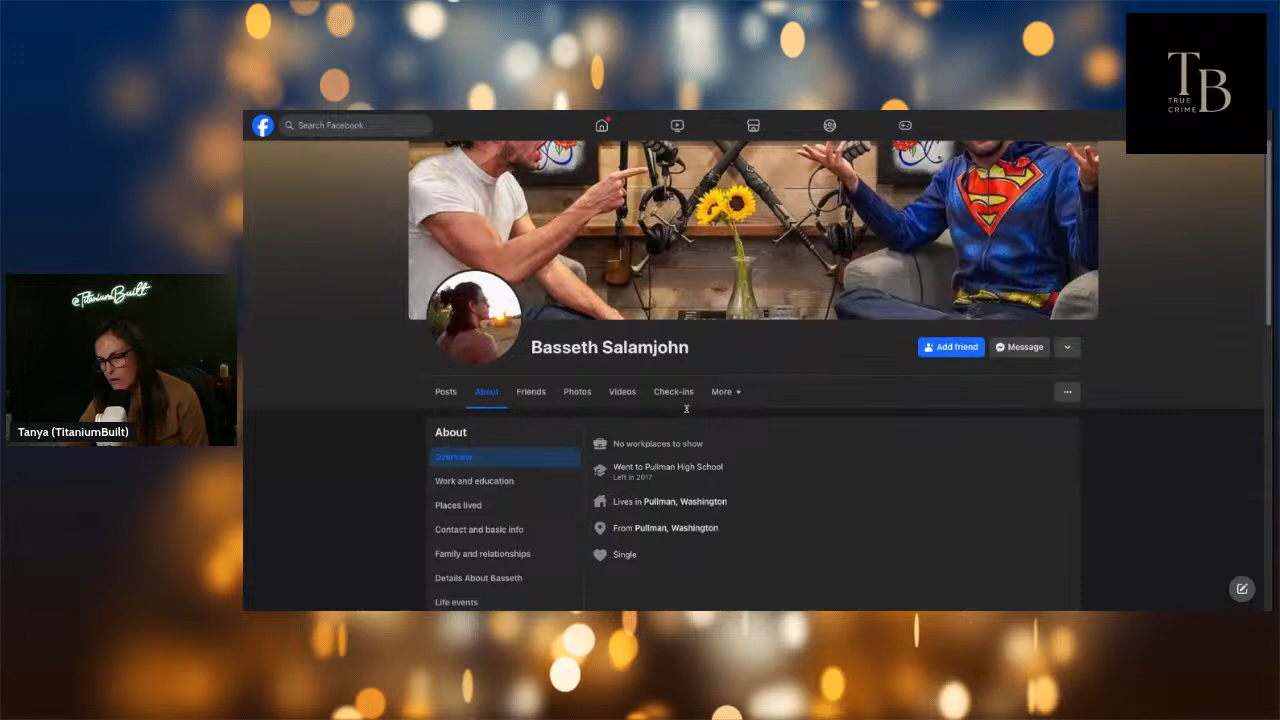 TB
TRUE
CRIME
Search Facebook
@TitaniumBuilt
Tanya (TitaniumBuilt)
Basseth Salamjohn
Add friend
Message
Posts
About
Friends
Photos
Videos
Check-ins
More
About
Overview
Work and education
Places lived
Contact and basic info
Family and relationships
Details About Basseth
Life events
No workplaces to show
Went to Pullman High School
Left in 2017
Lives in Pullman, Washington
From Pullman, Washington
Single